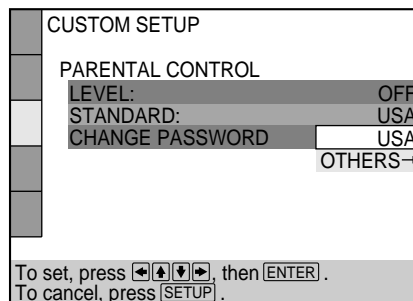 CUSTOM SETUP
PARENTAL CONTROL
LEVEL: OFF
STANDARD: USA
CHANGE PASSWORD USA
OTHERS→
To set, press ←↑↓→, then ENTER.
To cancel, press SETUP.